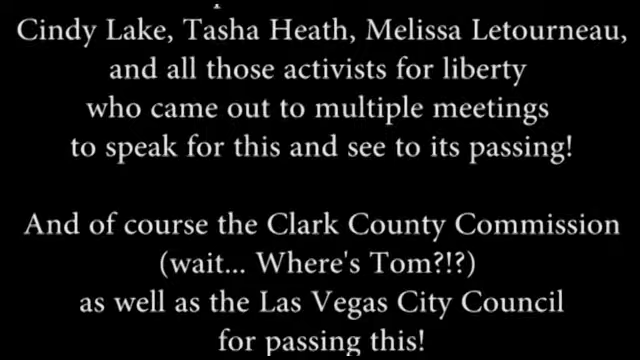 Cindy Lake, Tasha Heath, Melissa Letourneau,
and all those activists for liberty
who came out to multiple meetings
to speak for this and see to its passing!
And of course the Clark County Commission
(wait... Where's Tom?!?)
as well as the Las Vegas City Council
for passing this!